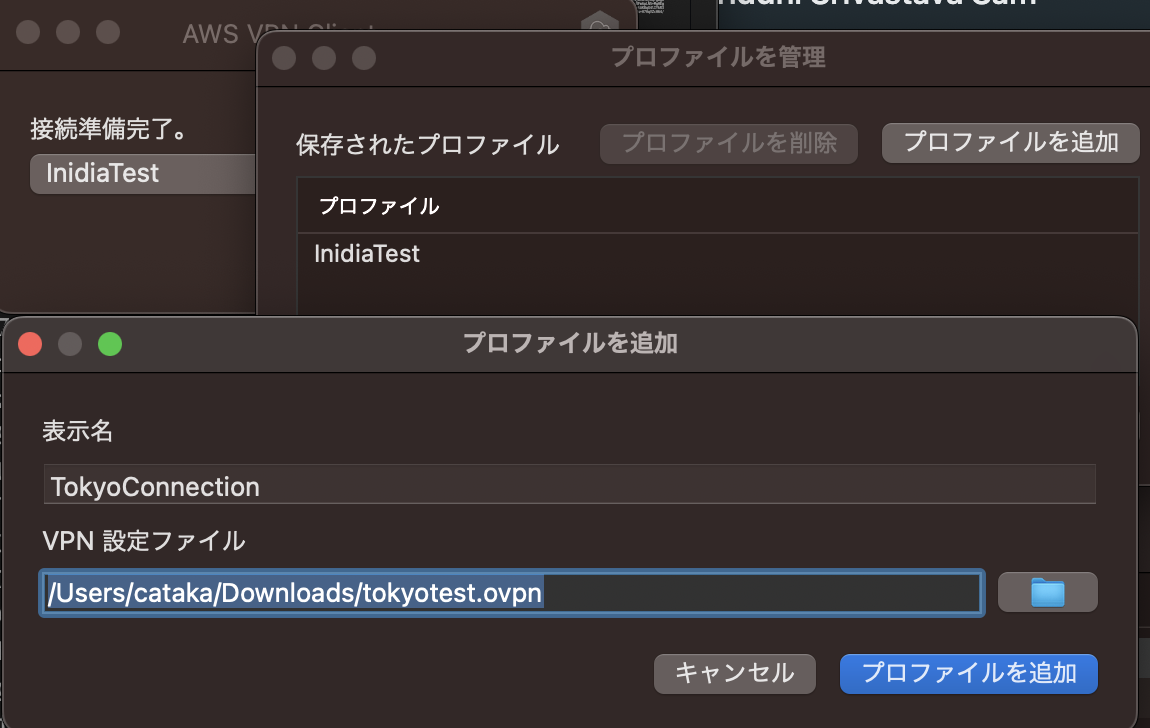 AWS VPN Client
プロファイルを管理
接続準備完了。
InidiaTest
保存されたプロファイル
プロファイルを削除
プロファイルを追加
プロファイル
InidiaTest
プロファイルを追加
表示名
TokyoConnection
VPN 設定ファイル
/Users/cataka/Downloads/tokyotest.ovpn
キャンセル
プロファイルを追加